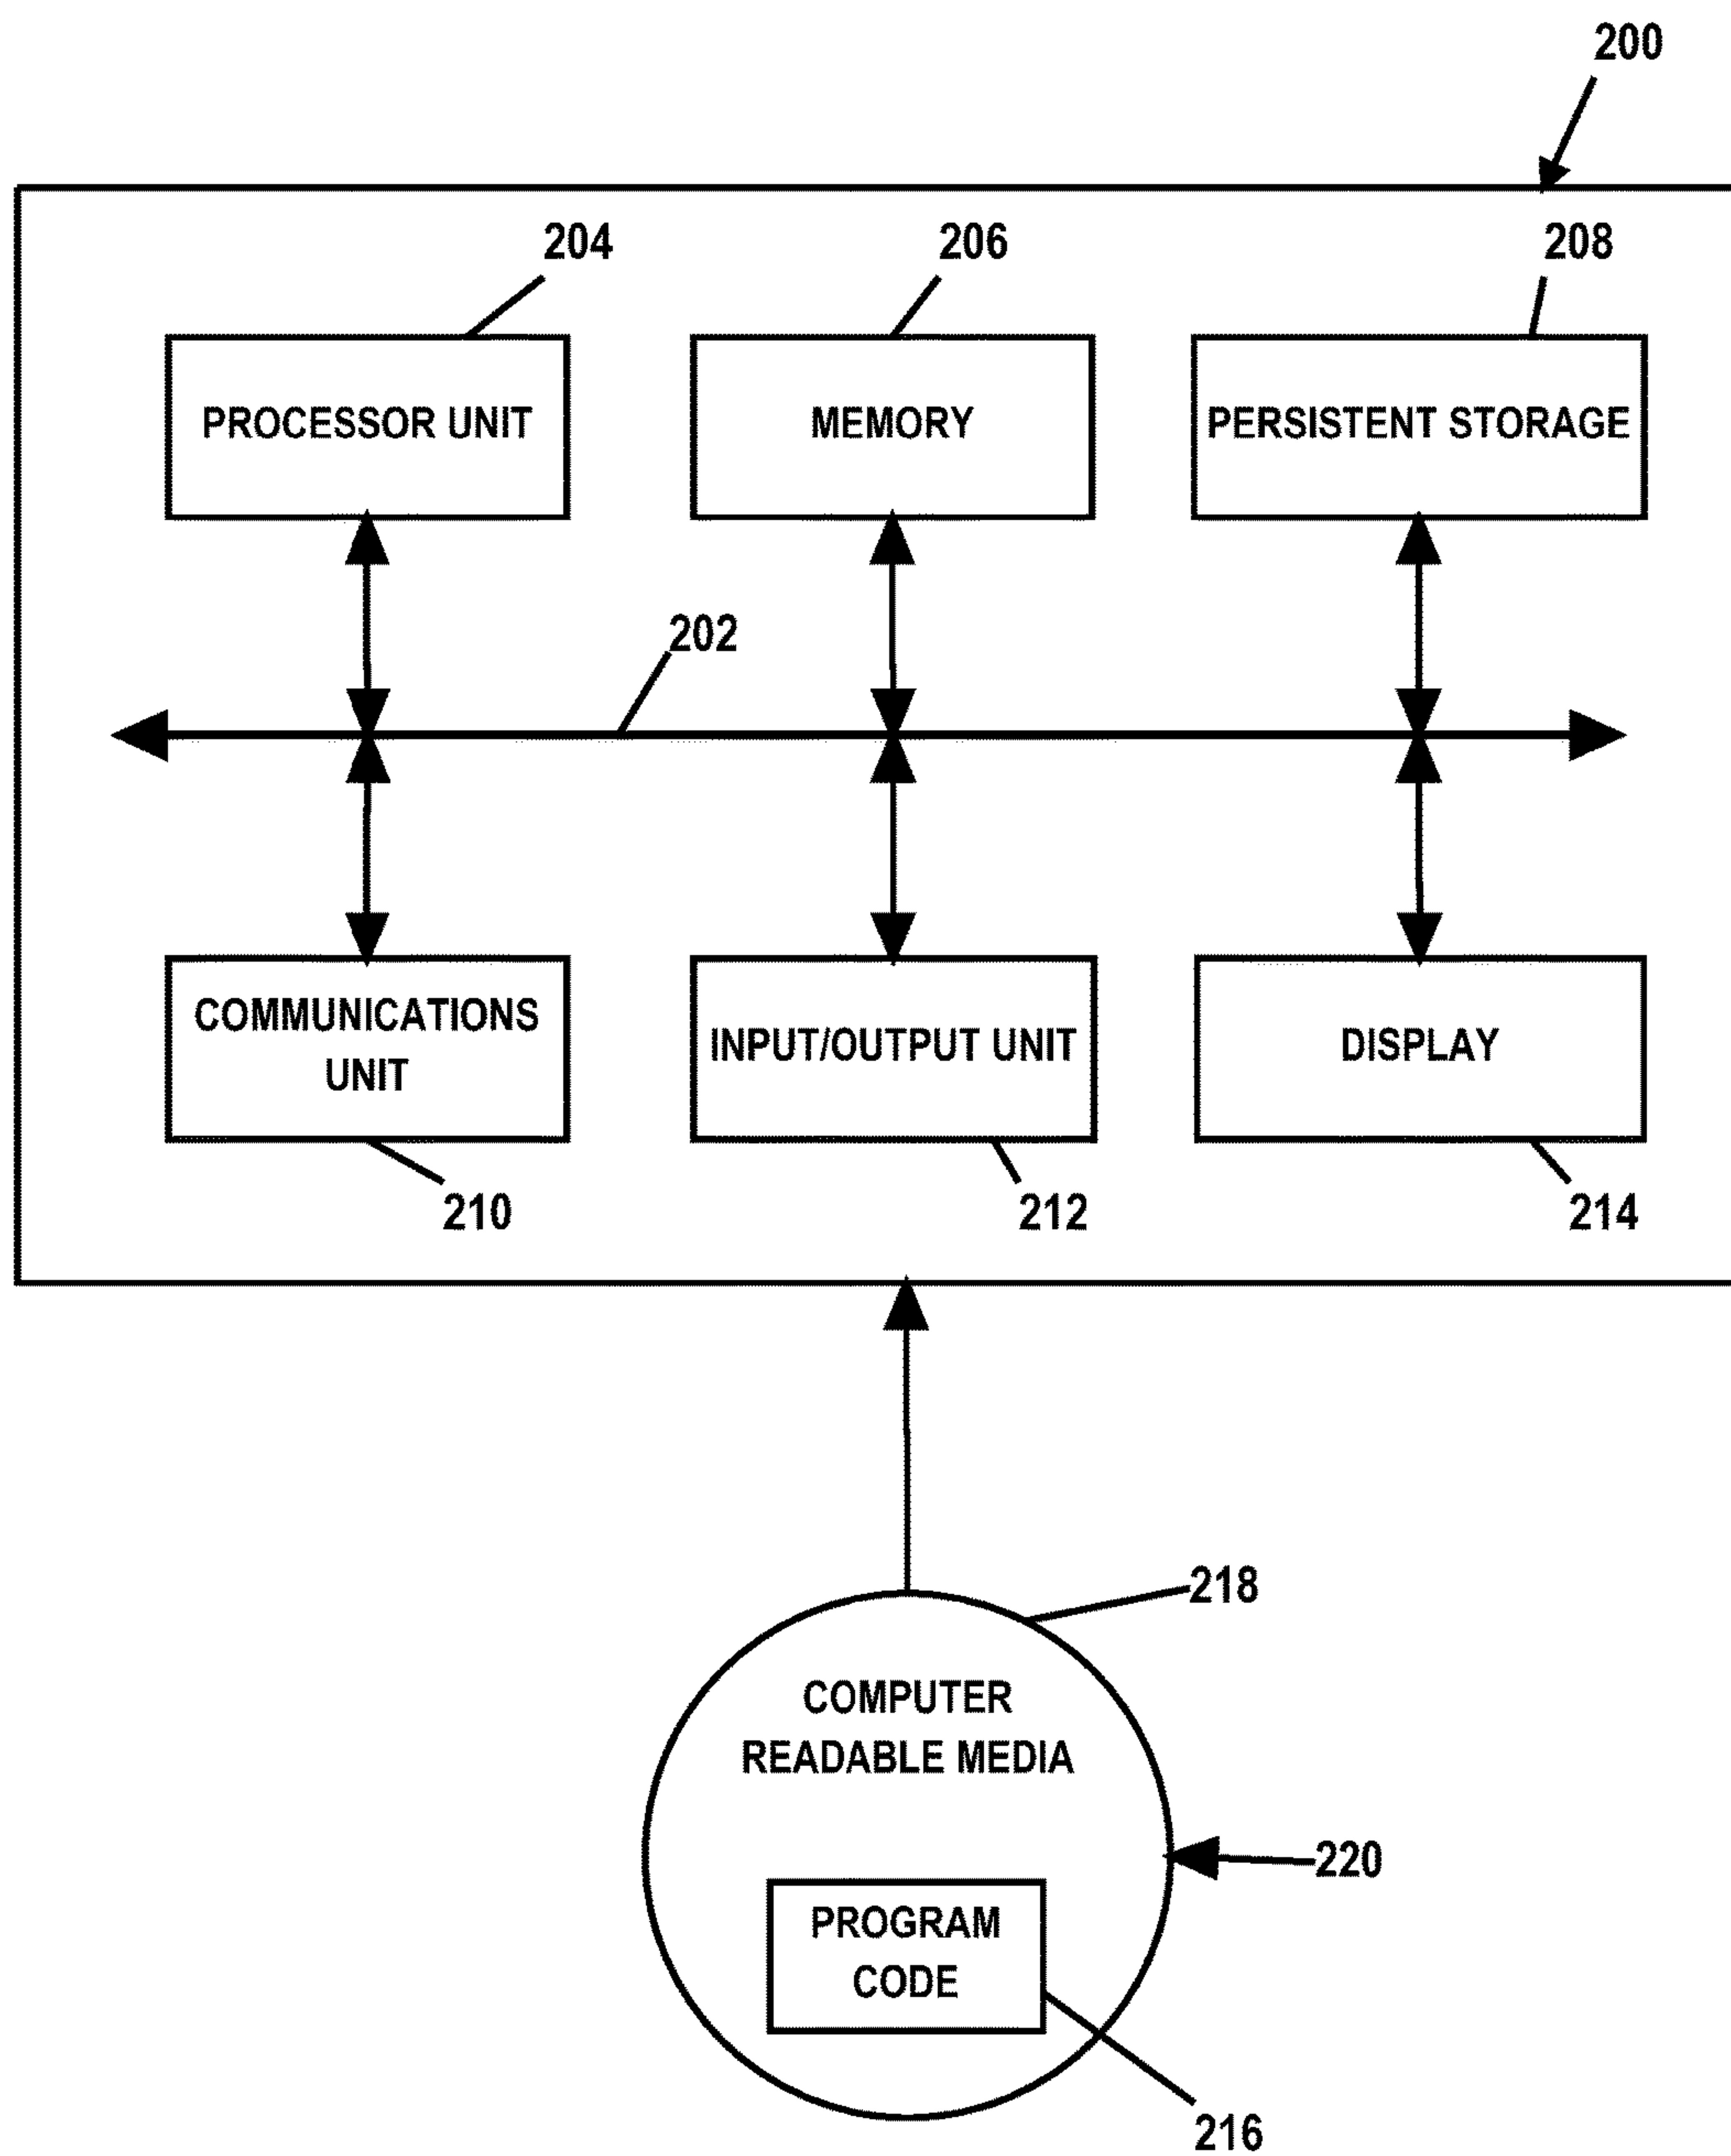 200
204
206
208
PROCESSOR UNIT
MEMORY
PERSISTENT STORAGE
202
COMMUNICATIONS
UNIT
INPUT/OUTPUT UNIT
DISPLAY
210
212
214
218
COMPUTER
READABLE MEDIA
220
PROGRAM
CODE
216